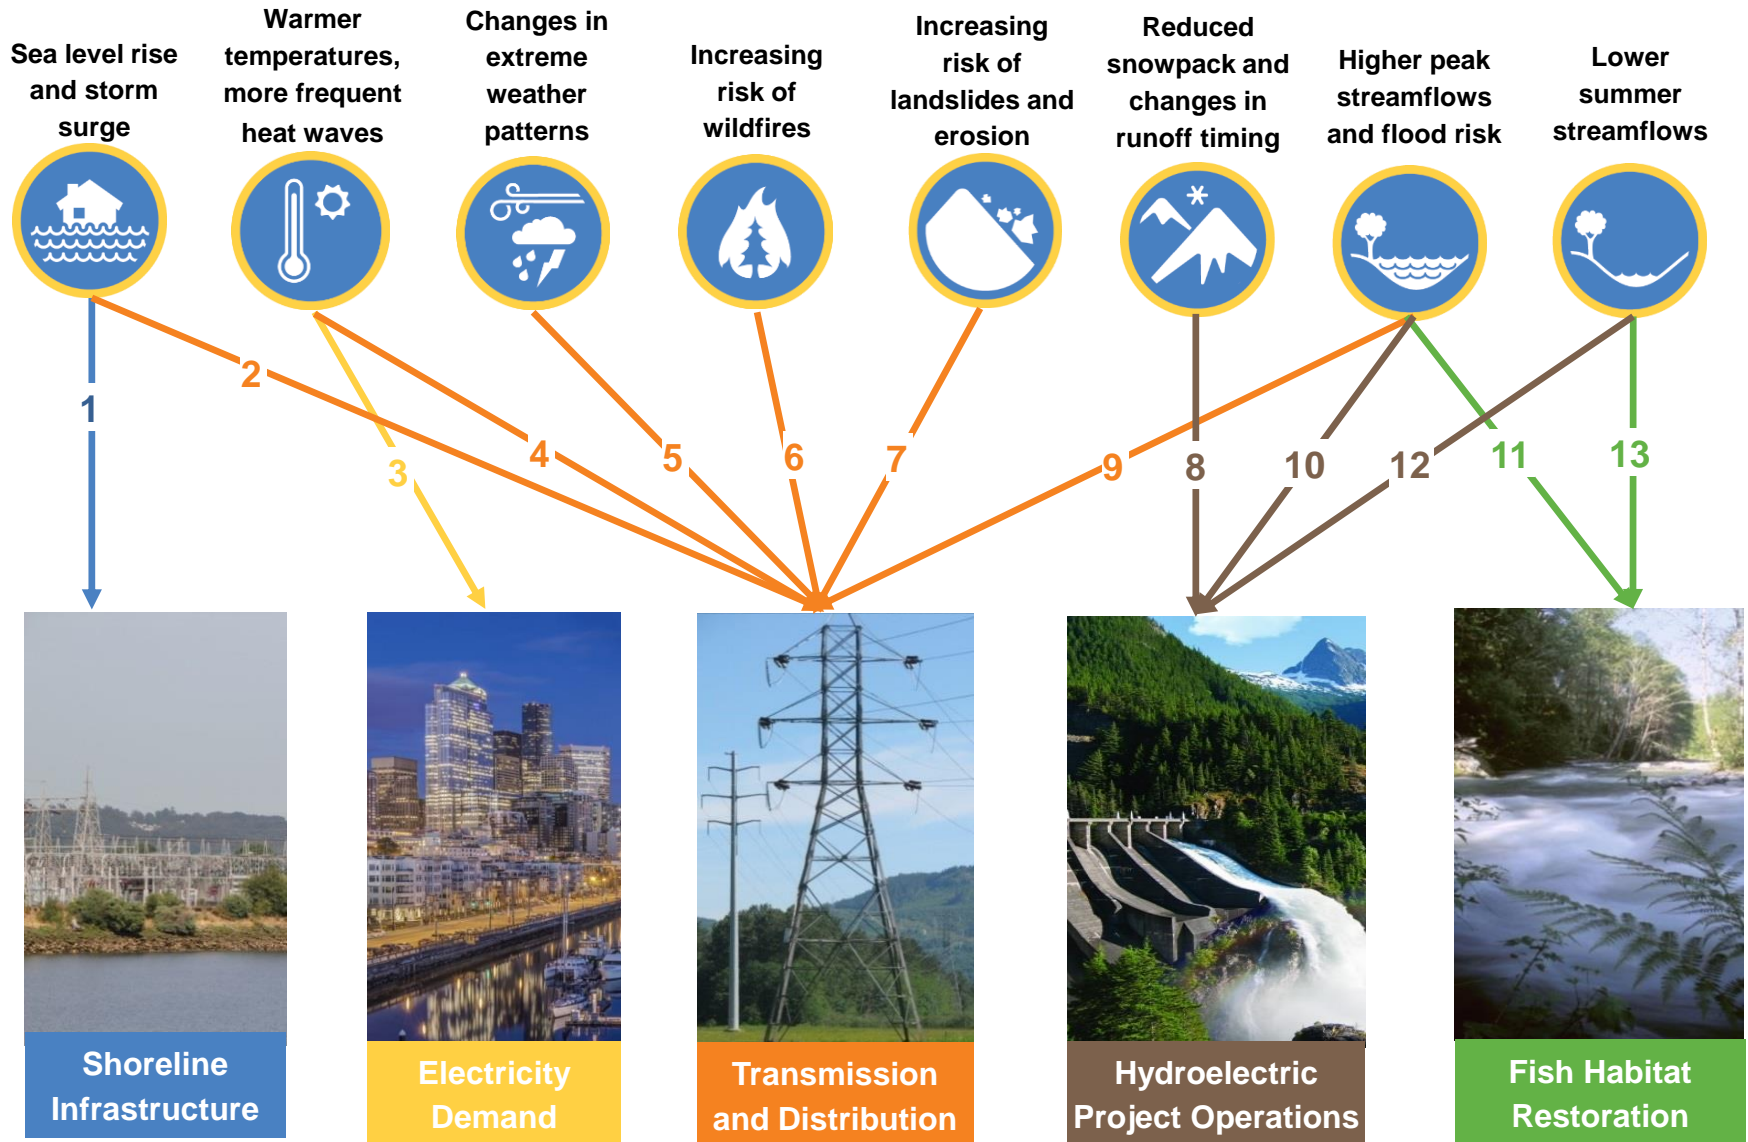 Sea level rise
and storm
surge
Warmer
temperatures,
more frequent
heat waves
Changes in
extreme
weather
patterns
Increasing
risk of
wildfires
Increasing
risk of
landslides and
erosion
Reduced
snowpack and
changes in
runoff timing
Higher peak
streamflows
and flood risk
Lower
summer
streamflows
1
2
3
4
5
6
7
8
9
10
11
12
13
Shoreline
Infrastructure
Electricity
Demand
Transmission
and Distribution
Hydroelectric
Project Operations
Fish Habitat
Restoration